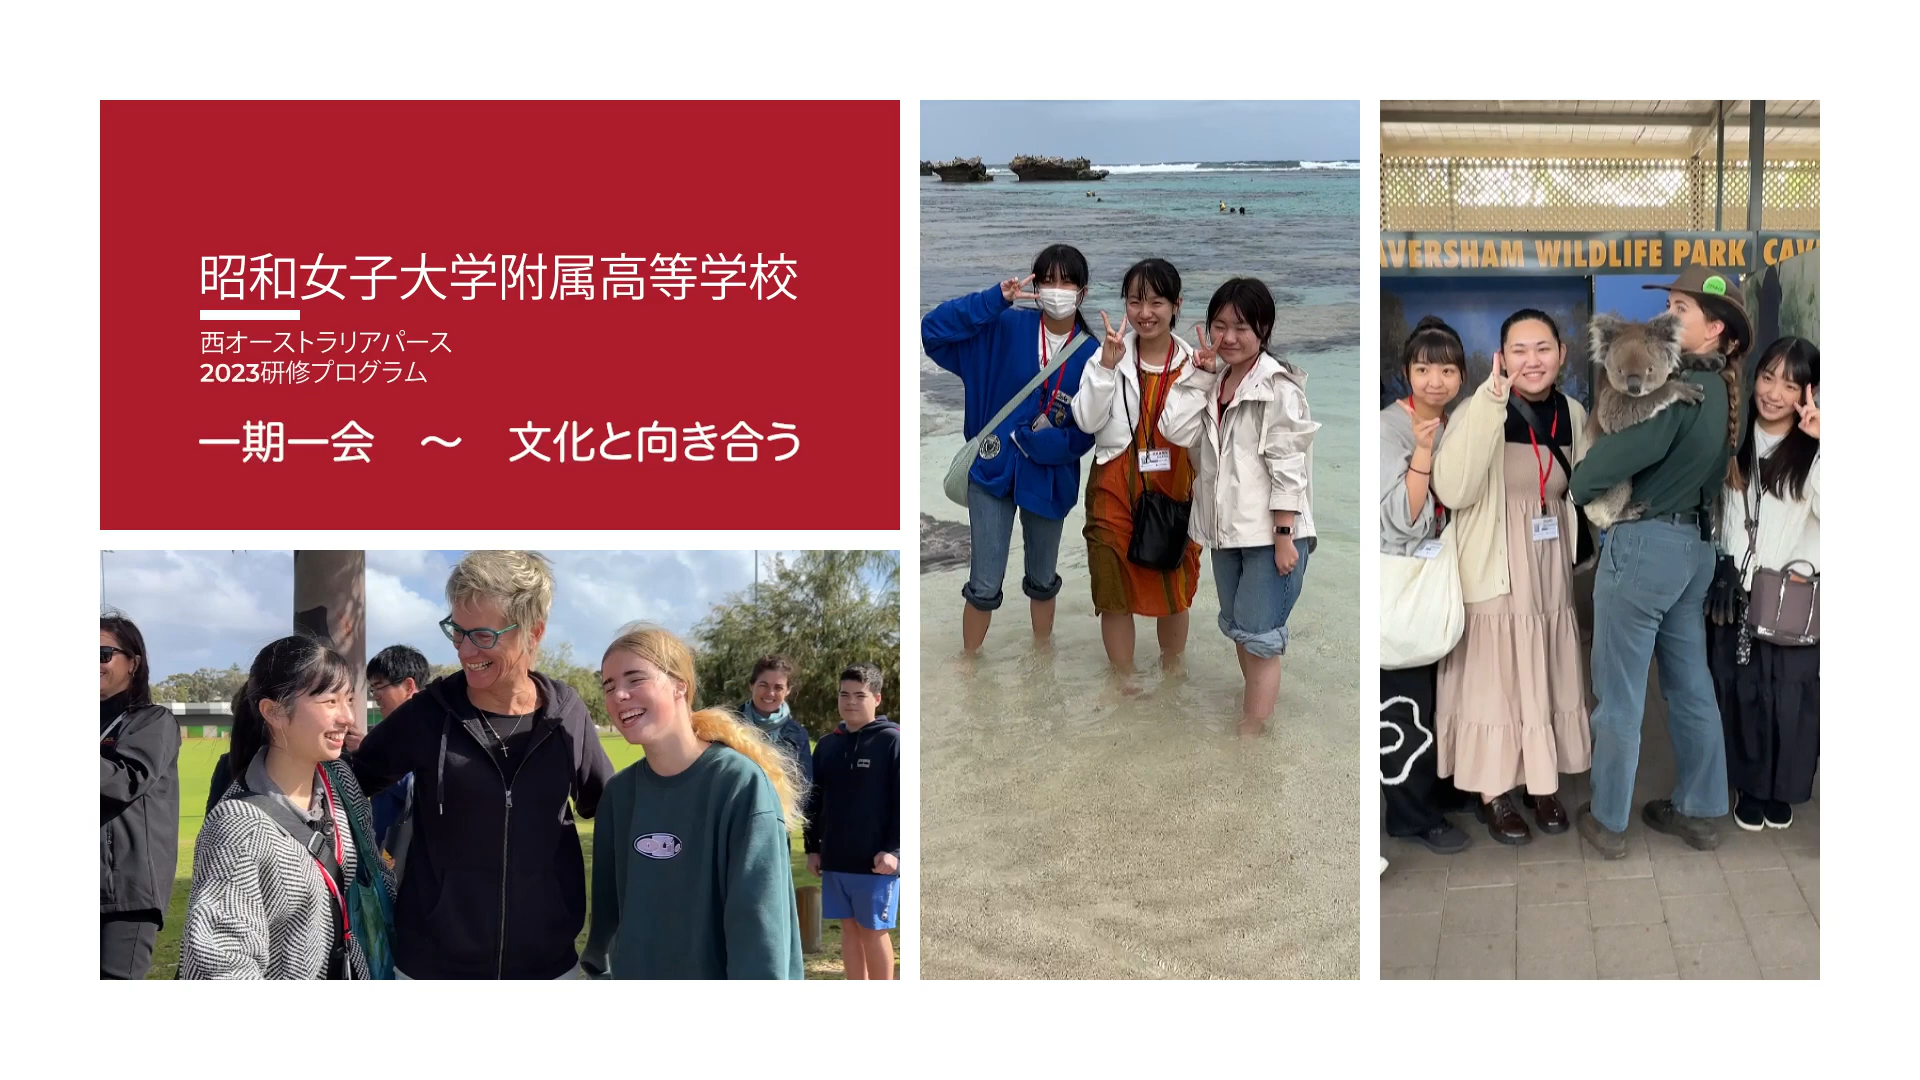 昭和女子大学附属高等学校
西オーストラリアパース
2023研修プログラム
一期一会　～　文化と向き合う
AVERSHAM WILDLIFE PARK CAV